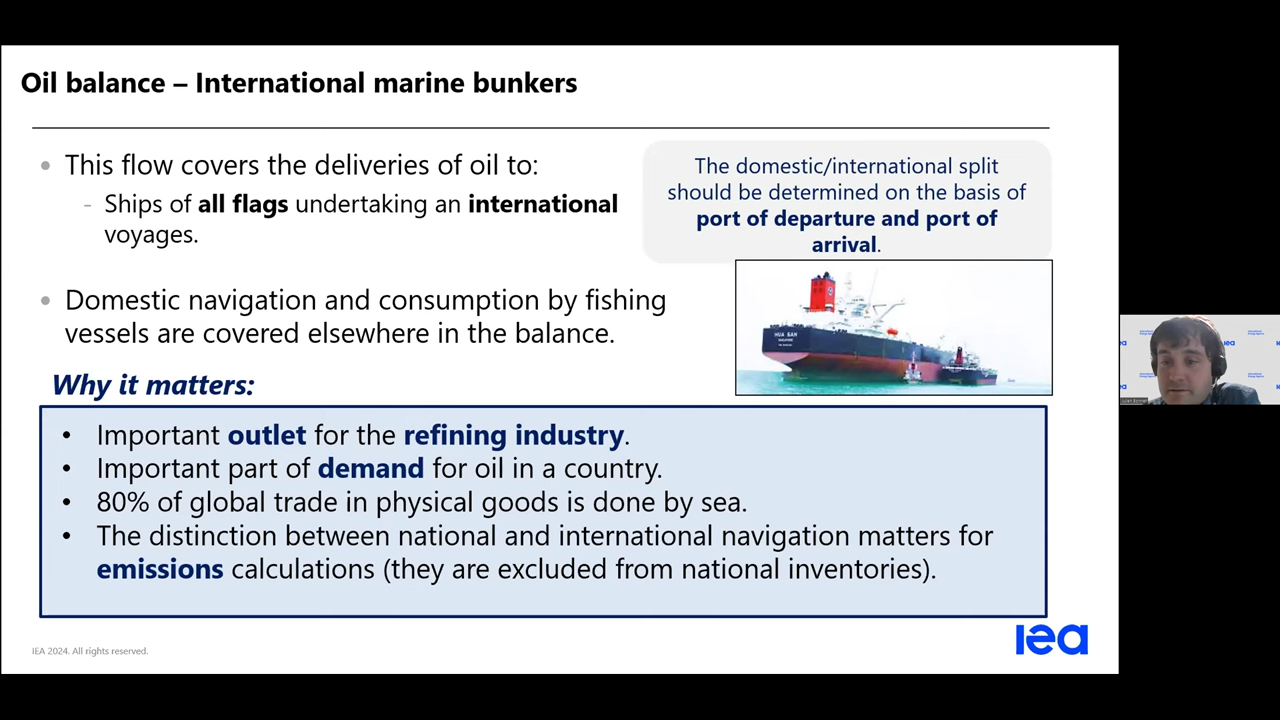 Oil balance – International marine bunkers
• This flow covers the deliveries of oil to:
- Ships of all flags undertaking an international
voyages.
The domestic/international split
should be determined on the basis of
port of departure and port of
arrival.
• Domestic navigation and consumption by fishing
vessels are covered elsewhere in the balance.
HUA SAN
Why it matters:
• Important outlet for the refining industry.
• Important part of demand for oil in a country.
• 80% of global trade in physical goods is done by sea.
• The distinction between national and international navigation matters for
emissions calculations (they are excluded from national inventories).
IEA 2024. All rights reserved.
iea
iea